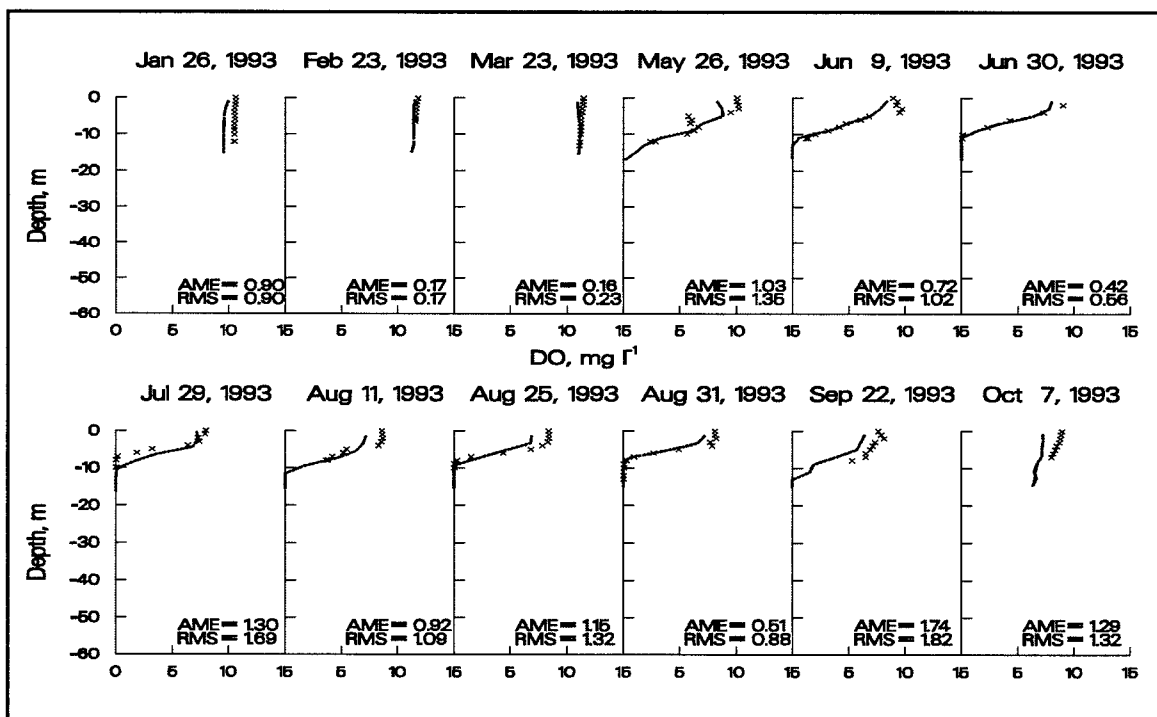 Jan 26, 1993 Feb 23, 1993 Mar 23, 1993 May 26, 1993 Jun 9, 1993 Jun 30, 1993
0
-10
-20
-30
-40
-50
-60
Depth, m
AME= 0.90 AME= 0.17 AME= 0.16 AME= 1.03 AME= 0.72 AME= 0.42
RMS= 0.90 RMS= 0.17 RMS= 0.23 RMS= 1.35 RMS= 1.02 RMS= 0.56
0 5 10 15 5 10 15 5 10 15 5 10 15 5 10 15 5 10 15
DO, mg l¹
Jul 29, 1993 Aug 11, 1993 Aug 25, 1993 Aug 31, 1993 Sep 22, 1993 Oct 7, 1993
0
-10
-20
-30
-40
-50
-60
Depth, m
AME= 1.30 AME= 0.92 AME= 1.15 AME= 0.51 AME= 1.74 AME= 1.29
RMS= 1.69 RMS= 1.09 RMS= 1.32 RMS= 0.88 RMS= 1.82 RMS= 1.32
0 5 10 15 5 10 15 5 10 15 5 10 15 5 10 15 5 10 15